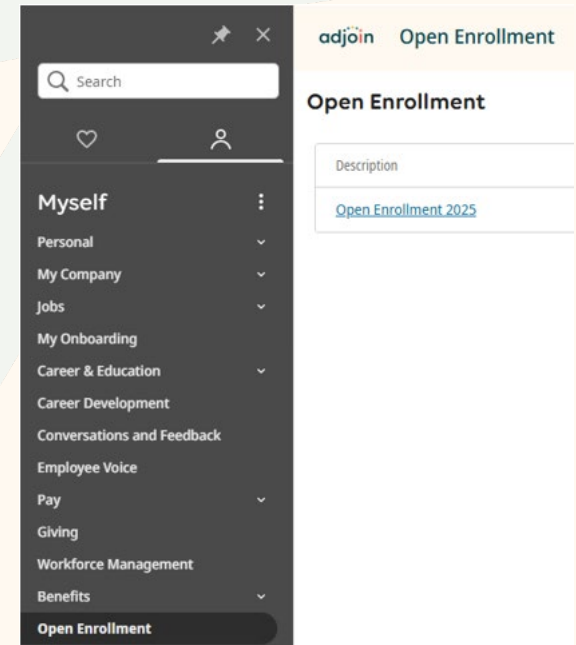 Search
Myself
Personal
My Company
Jobs
My Onboarding
Career & Education
Career Development
Conversations and Feedback
Employee Voice
Pay
Giving
Workforce Management
Benefits
Open Enrollment
adjoin Open Enrollment
Open Enrollment
Description
Open Enrollment 2025